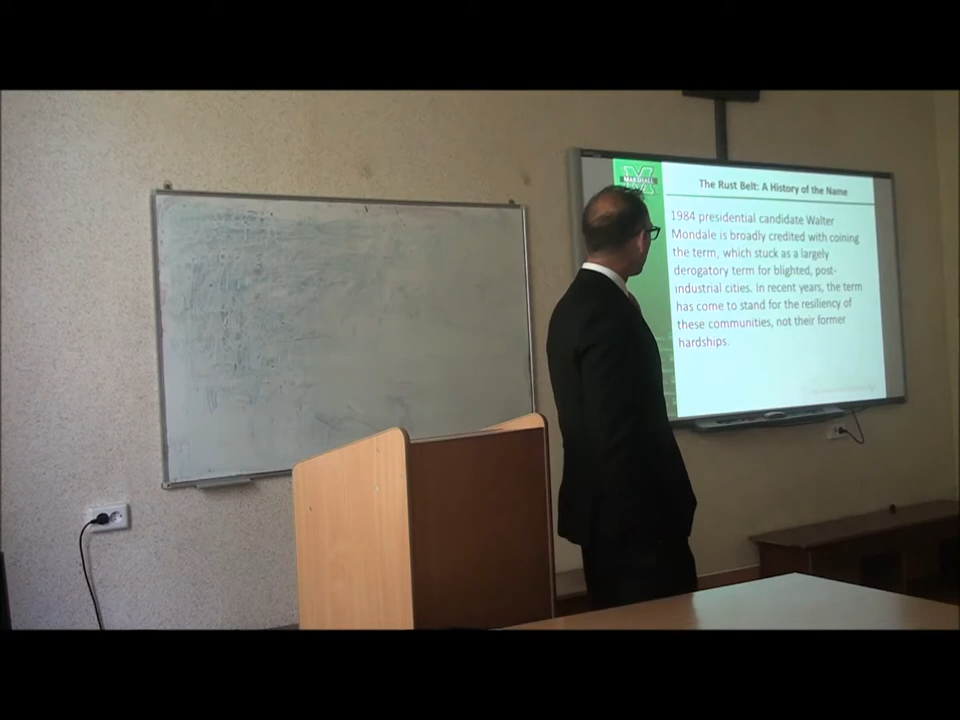 MARSHALL
The Rust Belt: A History of the Name
1984 presidential candidate Walter
Mondale is broadly credited with coining
the term, which stuck as a largely
derogatory term for blighted, post-
industrial cities. In recent years, the term
has come to stand for the resiliency of
these communities, not their former
hardships.